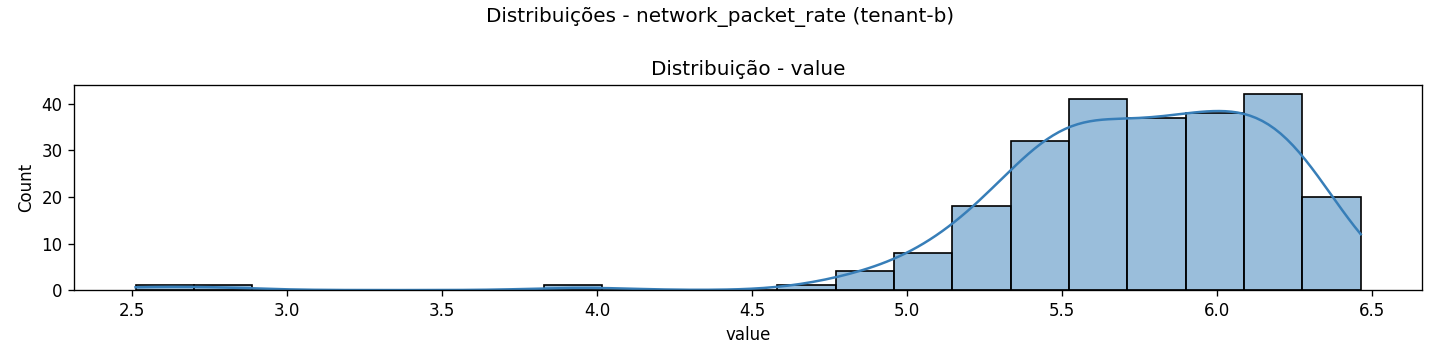 Distribuições - network_packet_rate (tenant-b)
Distribuição - value
Count
40
30
20
10
0
2.5 3.0 3.5 4.0 4.5 5.0 5.5 6.0 6.5
value